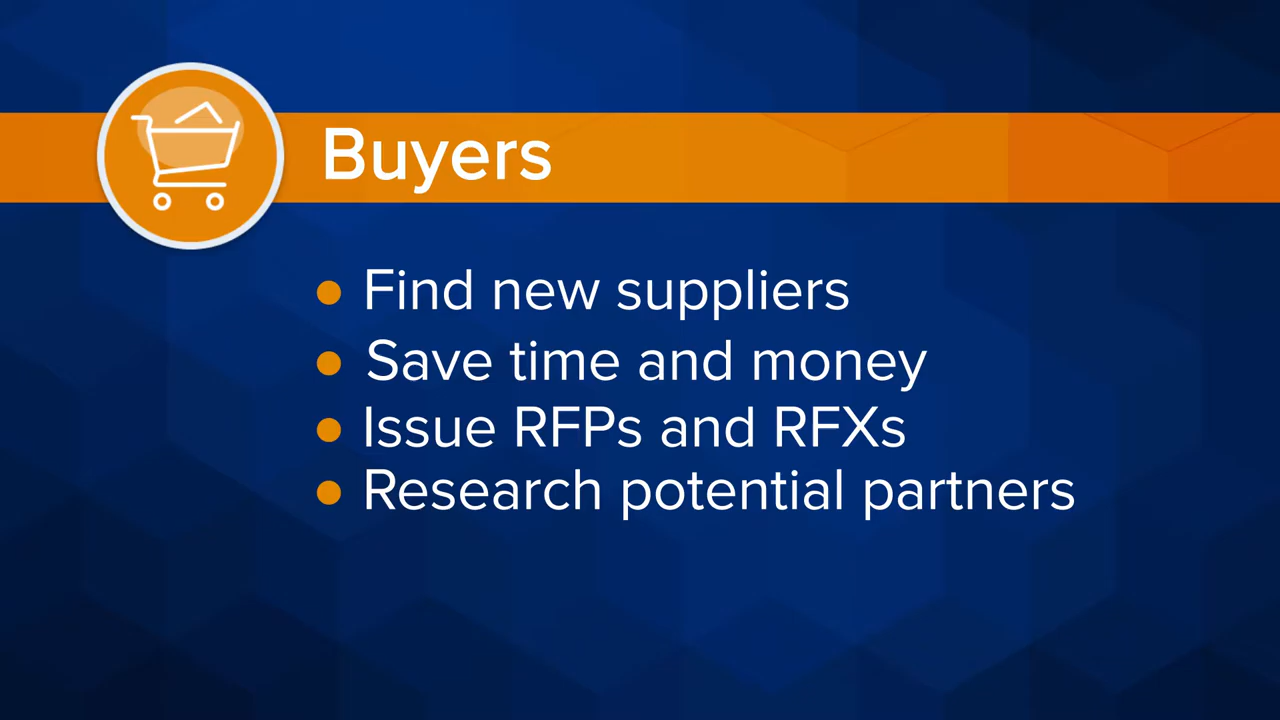 Buyers
Find new suppliers
Save time and money
Issue RFPs and RFXs
Research potential partners